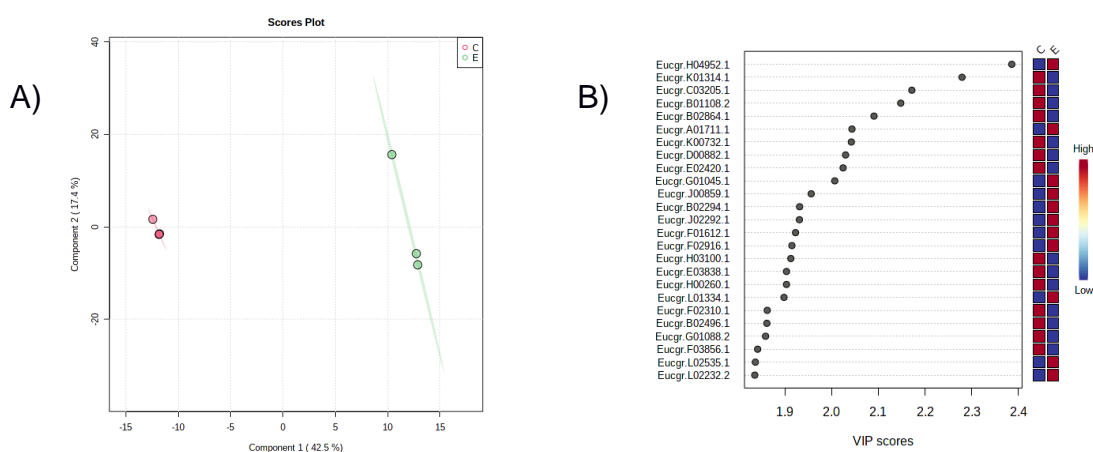 A)
Scores Plot
C
E
40
20
0
-20
Component 2 ( 17.4 %)
-15
-10
-5
0
5
10
15
Component 1 ( 42.5 %)
B)
C
E
Eucgr.H04952.1
Eucgr.K01314.1
Eucgr.C03205.1
Eucgr.B01108.2
Eucgr.B02864.1
Eucgr.A01711.1
Eucgr.K00732.1
Eucgr.D00882.1
Eucgr.E02420.1
Eucgr.G01045.1
Eucgr.J00859.1
Eucgr.B02294.1
Eucgr.J02292.1
Eucgr.F01612.1
Eucgr.F02916.1
Eucgr.H03100.1
Eucgr.E03838.1
Eucgr.H00260.1
Eucgr.L01334.1
Eucgr.F02310.1
Eucgr.B02496.1
Eucgr.G01088.2
Eucgr.F03856.1
Eucgr.L02535.1
Eucgr.L02232.2
1.9
2.0
2.1
2.2
2.3
2.4
VIP scores
High
Low